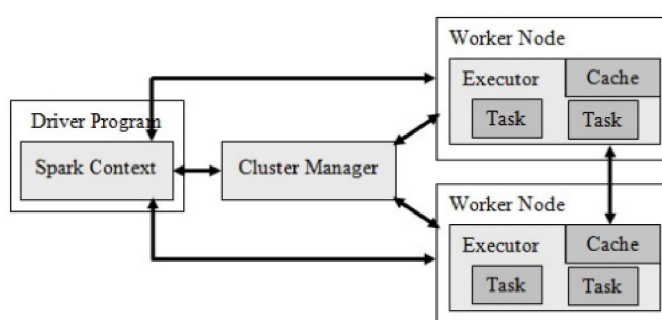 Worker Node
Executor
Cache
Task
Task
Driver Program
Spark Context
Cluster Manager
Worker Node
Executor
Cache
Task
Task